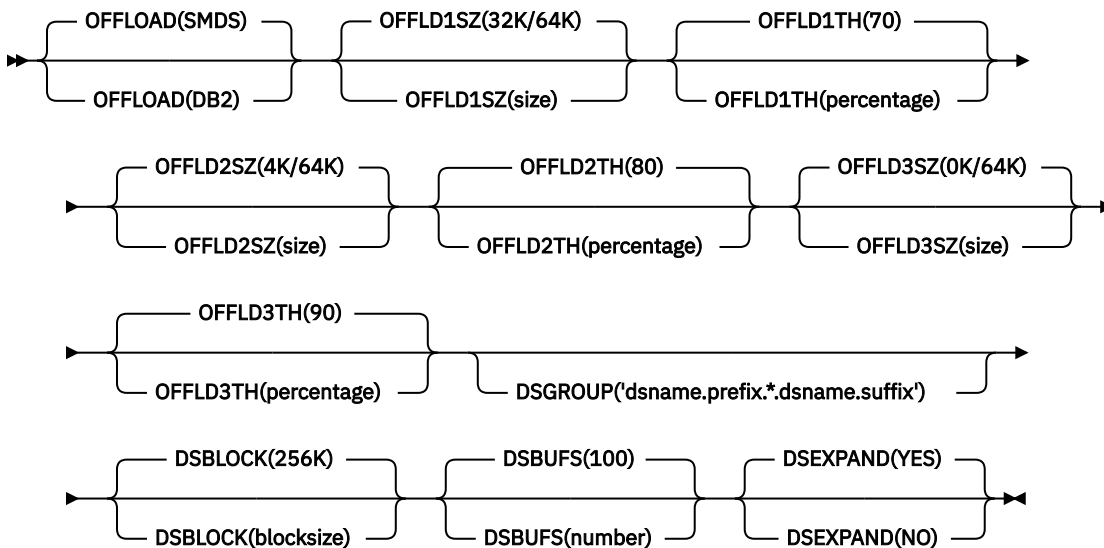 OFFLOAD(SMDS) OFFLD1SZ(32K/64K) OFFLD1TH(70)
OFFLOAD(DB2) OFFLD1SZ(size) OFFLD1TH(percentage)
OFFLD2SZ(4K/64K) OFFLD2TH(80) OFFLD3SZ(0K/64K)
OFFLD2SZ(size) OFFLD2TH(percentage) OFFLD3SZ(size)
OFFLD3TH(90)
OFFLD3TH(percentage) DSGROUP('dsname.prefix.*.dsname.suffix')
DSBLOCK(256K) DSBUFS(100) DSEXPAND(YES)
DSBLOCK(blocksize) DSBUFS(number) DSEXPAND(NO)